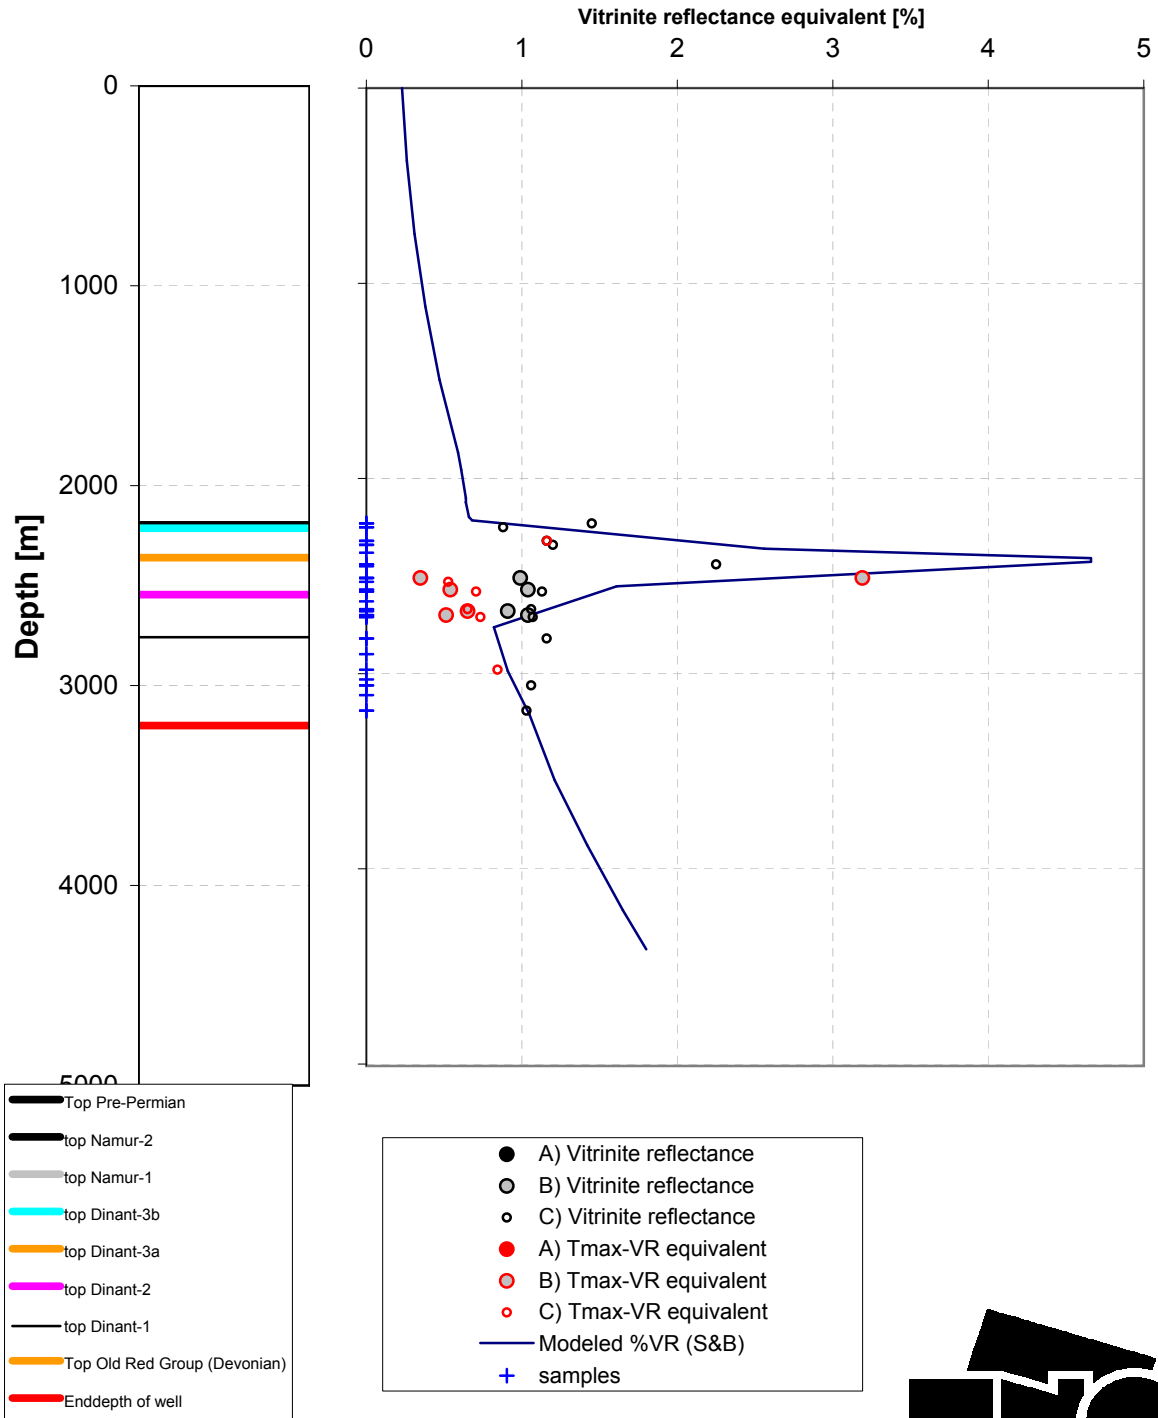 Vitrinite reflectance equivalent [%]
0 1 2 3 4 5
0
1000
2000
3000
4000
5000
Depth [m]
Top Pre-Permian
top Namur-2
top Namur-1
top Dinant-3b
top Dinant-3a
top Dinant-2
top Dinant-1
Top Old Red Group (Devonian)
Enddepth of well
A) Vitrinite reflectance
B) Vitrinite reflectance
C) Vitrinite reflectance
A) Tmax-VR equivalent
B) Tmax-VR equivalent
C) Tmax-VR equivalent
Modeled %VR (S&B)
samples